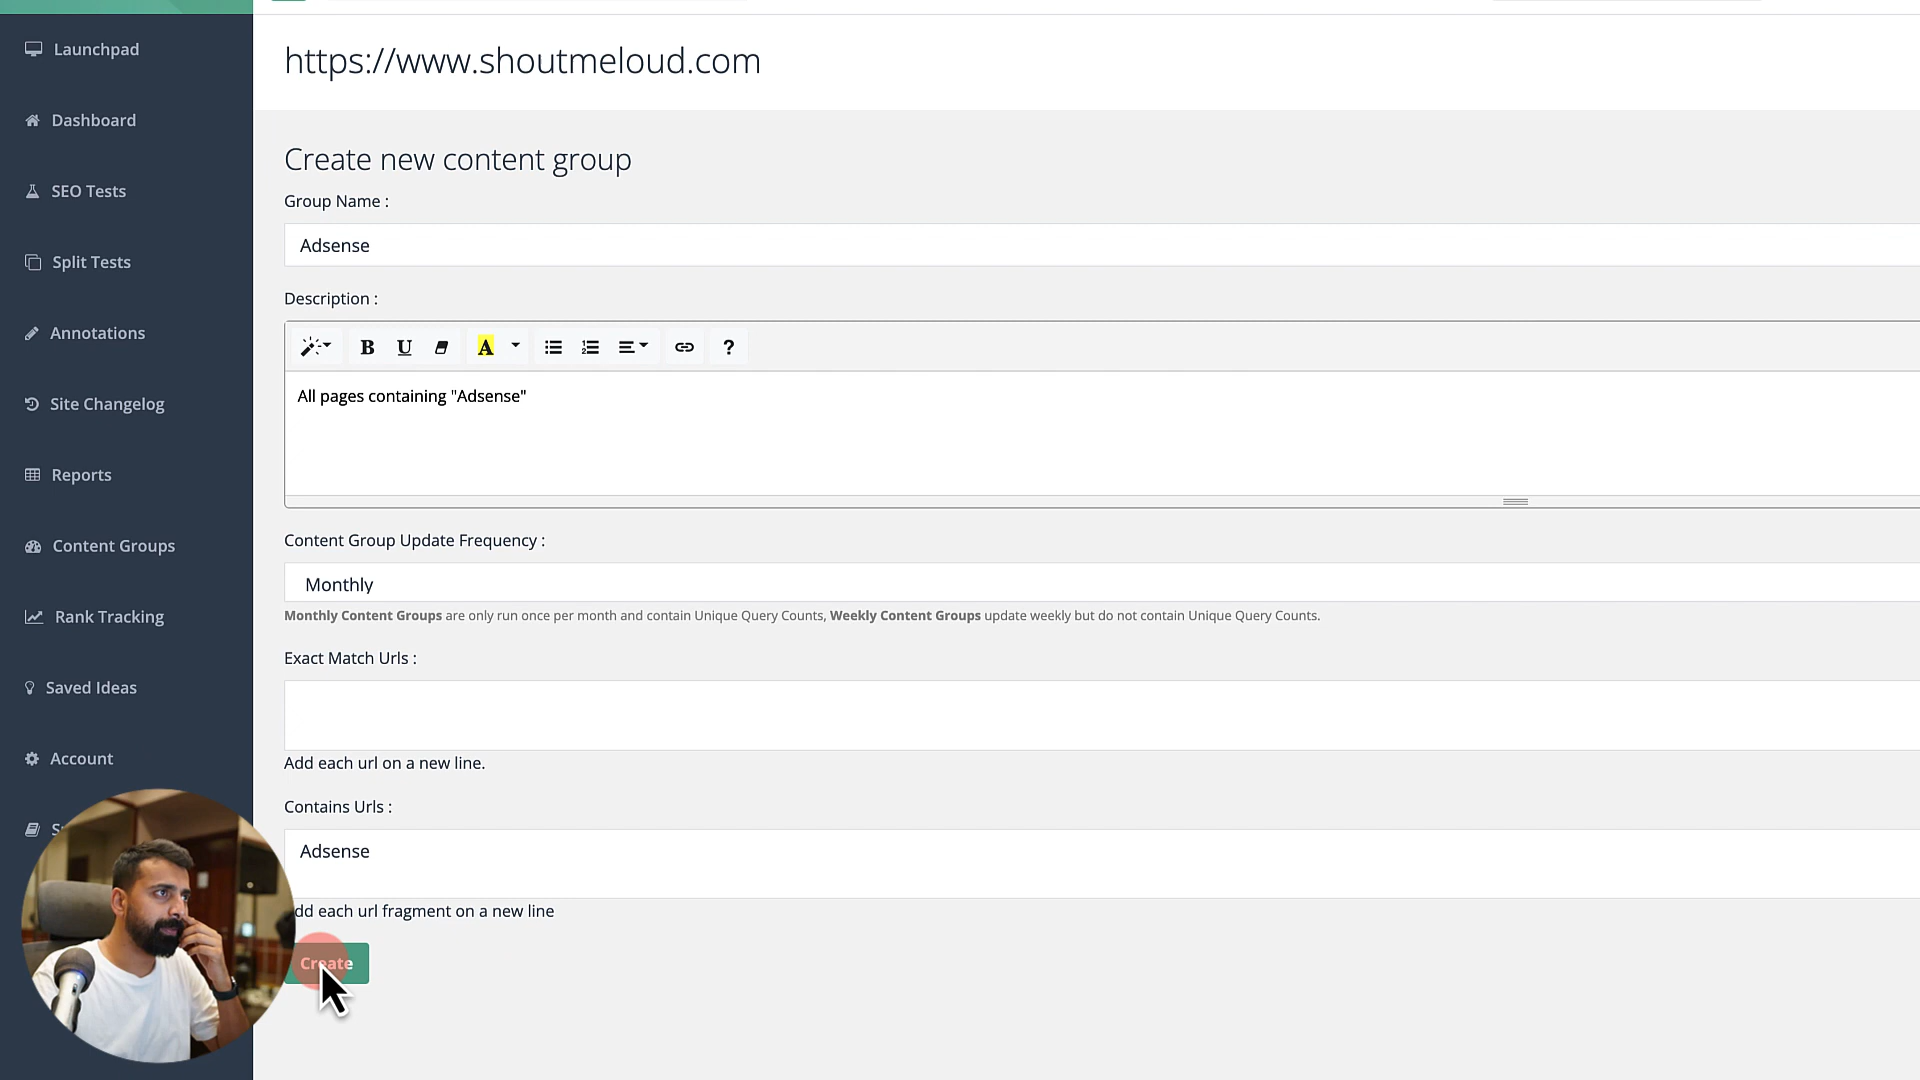 https://www.shoutmeloud.com
Launchpad
Dashboard
SEO Tests
Split Tests
Annotations
Site Changelog
Reports
Content Groups
Rank Tracking
Saved Ideas
Account
Create new content group
Group Name :
Adsense
Description :
B U A ?
All pages containing "Adsense"
Content Group Update Frequency :
Monthly
Monthly Content Groups are only run once per month and contain Unique Query Counts, Weekly Content Groups update weekly but do not contain Unique Query Counts.
Exact Match Urls :
Add each url on a new line.
Contains Urls :
Adsense
dd each url fragment on a new line
Create